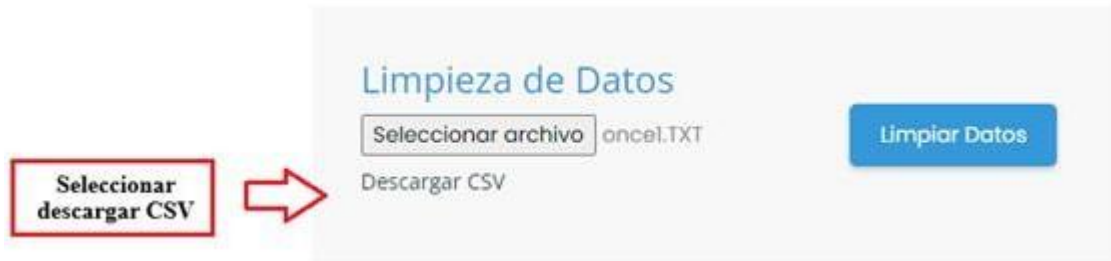 Limpieza de Datos
Seleccionar archivo once1.TXT
Limpiar Datos
Descargar CSV
Seleccionar
descargar CSV